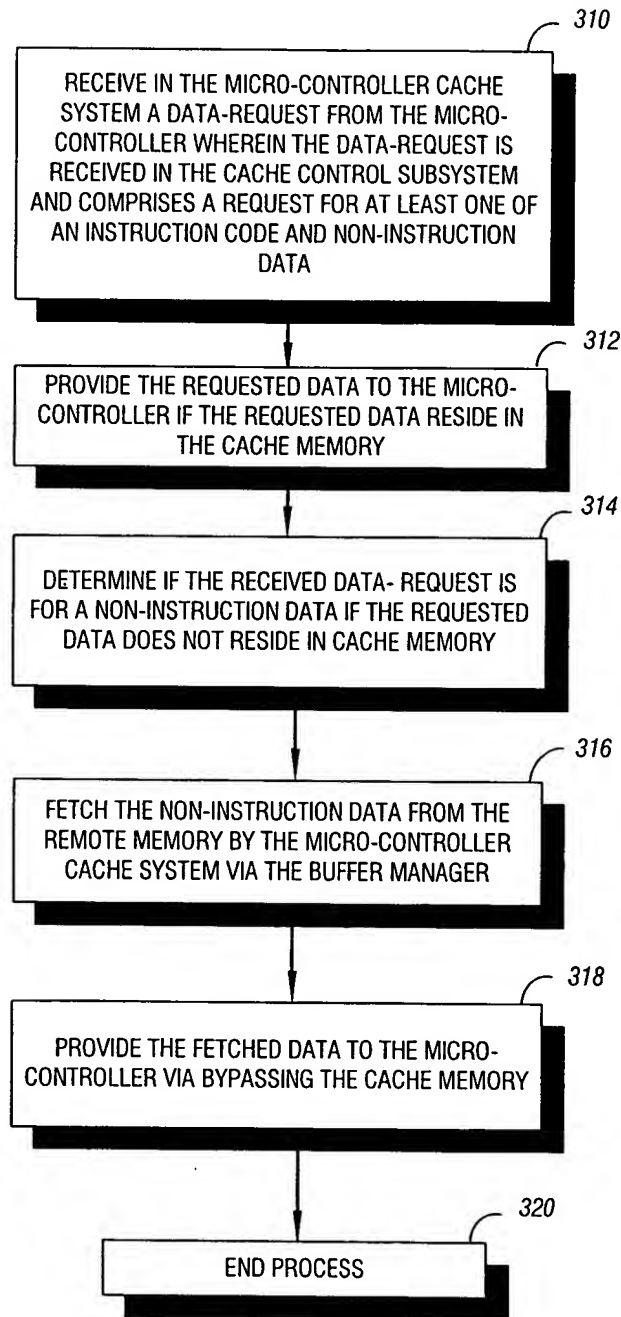 310
RECEIVE IN THE MICRO-CONTROLLER CACHE
SYSTEM A DATA-REQUEST FROM THE MICRO-
CONTROLLER WHEREIN THE DATA-REQUEST IS
RECEIVED IN THE CACHE CONTROL SUBSYSTEM
AND COMPRISES A REQUEST FOR AT LEAST ONE OF
AN INSTRUCTION CODE AND NON-INSTRUCTION
DATA
312
PROVIDE THE REQUESTED DATA TO THE MICRO-
CONTROLLER IF THE REQUESTED DATA RESIDE IN
THE CACHE MEMORY
314
DETERMINE IF THE RECEIVED DATA- REQUEST IS
FOR A NON-INSTRUCTION DATA IF THE REQUESTED
DATA DOES NOT RESIDE IN CACHE MEMORY
316
FETCH THE NON-INSTRUCTION DATA FROM THE
REMOTE MEMORY BY THE MICRO-CONTROLLER
CACHE SYSTEM VIA THE BUFFER MANAGER
318
PROVIDE THE FETCHED DATA TO THE MICRO-
CONTROLLER VIA BYPASSING THE CACHE MEMORY
320
END PROCESS